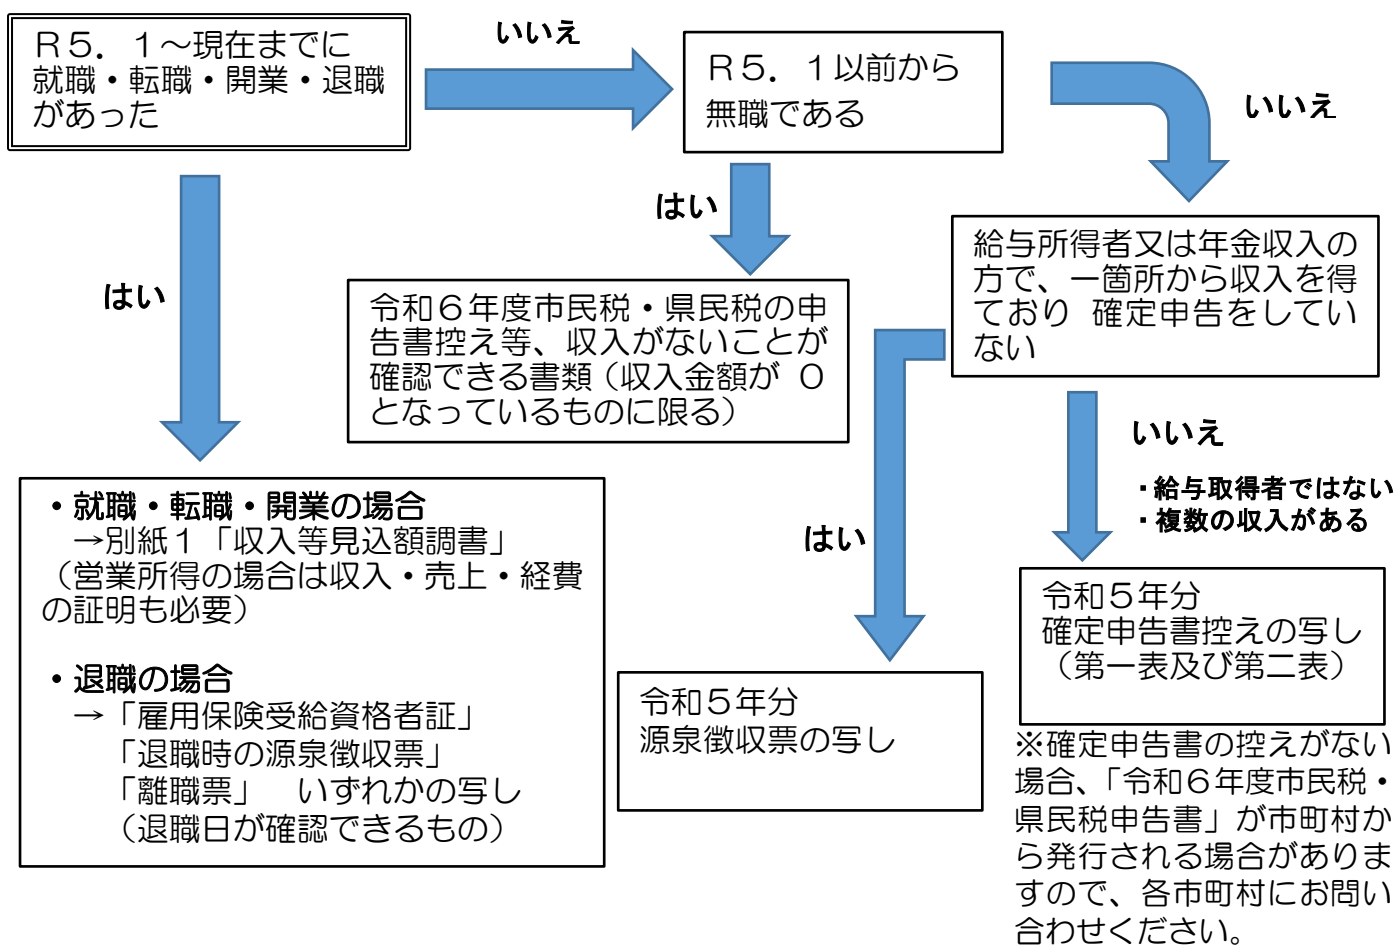 R5．1～現在までに
就職・転職・開業・退職
があった
いいえ
R5．1以前から
無職である
いいえ
はい
はい
給与所得者又は年金収入の
方で、一箇所から収入を得
ており 確定申告をしてい
ない
令和6年度市民税・県民税の申
告書控え等、収入がないことが
確認できる書類（収入金額が 0
となっているものに限る）
いいえ
・給与取得者ではない
・複数の収入がある
はい
・就職・転職・開業の場合
→別紙1「収入等見込額調書」
（営業所得の場合は収入・売上・経費
の証明も必要）
・退職の場合
→「雇用保険受給資格者証」
「退職時の源泉徴収票」
「離職票」 いずれかの写し
（退職日が確認できるもの）
令和5年分
源泉徴収票の写し
令和5年分
確定申告書控えの写し
（第一表及び第二表）
※確定申告書の控えがない
場合、「令和6年度市民税・
県民税申告書」が市町村か
ら発行される場合がありま
すので、各市町村にお問い
合わせください。